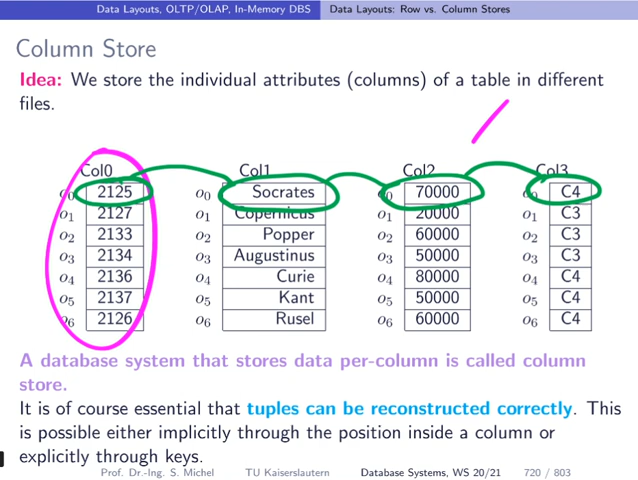 Data Layouts, OLTP/OLAP, In-Memory DBS Data Layouts: Row vs. Column Stores
Column Store
Idea: We store the individual attributes (columns) of a table in different
files.
Col0 Col1 Col2 Col3
o0 2125 o0 Socrates o0 70000 o0 C4
o1 2127 o1 Copernicus o1 20000 o1 C3
o2 2133 o2 Popper o2 60000 o2 C3
o3 2134 o3 Augustinus o3 50000 o3 C3
o4 2136 o4 Curie o4 80000 o4 C4
o5 2137 o5 Kant o5 50000 o5 C4
o6 2126 o6 Rusel o6 60000 o6 C4
A database system that stores data per-column is called column
store.
It is of course essential that tuples can be reconstructed correctly. This
is possible either implicitly through the position inside a column or
explicitly through keys.
Prof. Dr.-Ing. S. Michel TU Kaiserslautern Database Systems, WS 20/21 720 / 803